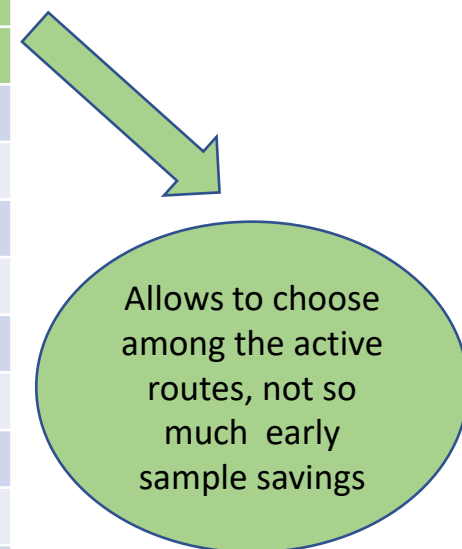 Allows to choose
among the active
routes, not so
much  early
sample savings